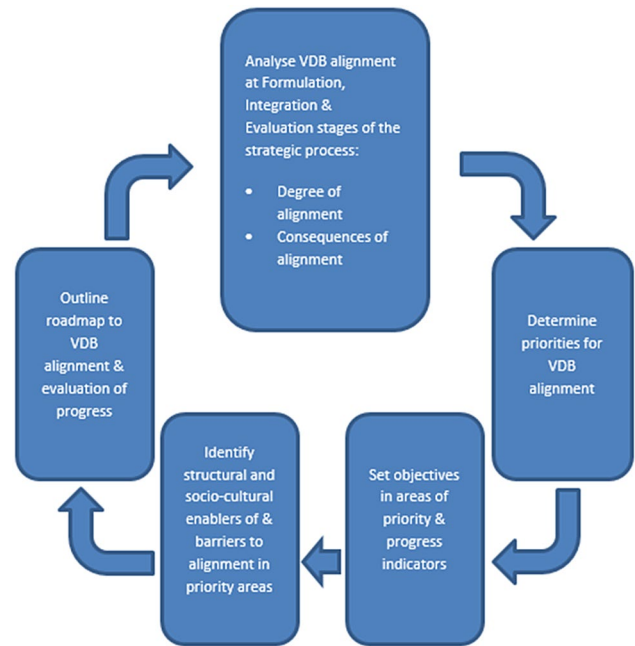 Analyse VDB alignment
at Formulation,
Integration &
Evaluation stages of the
strategic process:
• Degree of
alignment
• Consequences of
alignment
Determine
priorities for
VDB
alignment
Set objectives
in areas of
priority &
progress
indicators
Identify
structural and
socio-cultural
enablers of &
barriers to
alignment in
priority areas
Outline
roadmap to
VDB
alignment &
evaluation of
progress